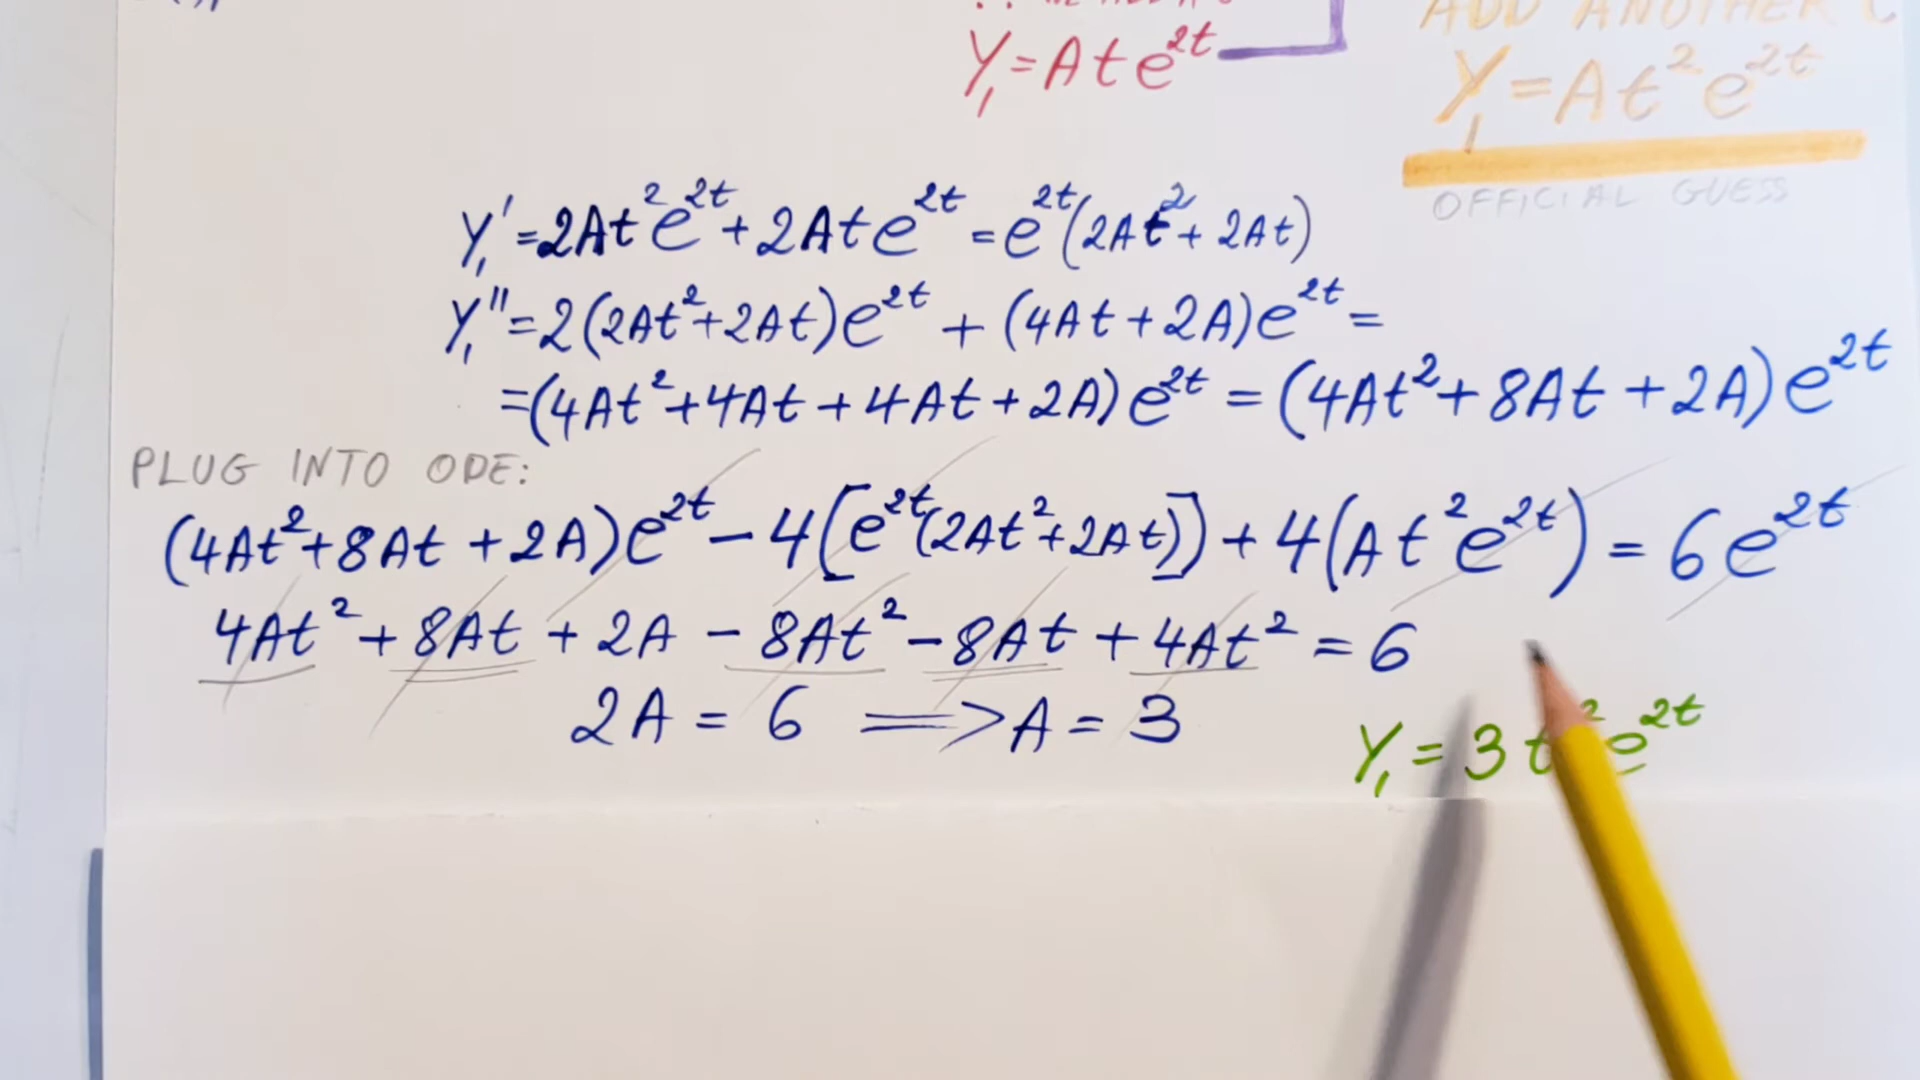 Y₁=Ate^2t
ADD ANOTHER
Y₁=At²e^2t
OFFICIAL GUESS
Y₁'=2At²e^2t+2Ate^2t=e^2t(2At²+2At)
Y₁''=2(2At²+2At)e^2t+(4At+2A)e^2t=
=(4At²+4At+4At+2A)e^2t=(4At²+8At+2A)e^2t
PLUG INTO ODE:
(4At²+8At+2A)e^2t-4[e^2t(2At²+2At)]+4(At²e^2t)=6e^2t
4At²+8At+2A-8At²-8At+4At²=6
2A=6 => A=3
Y₁=3t²e^2t